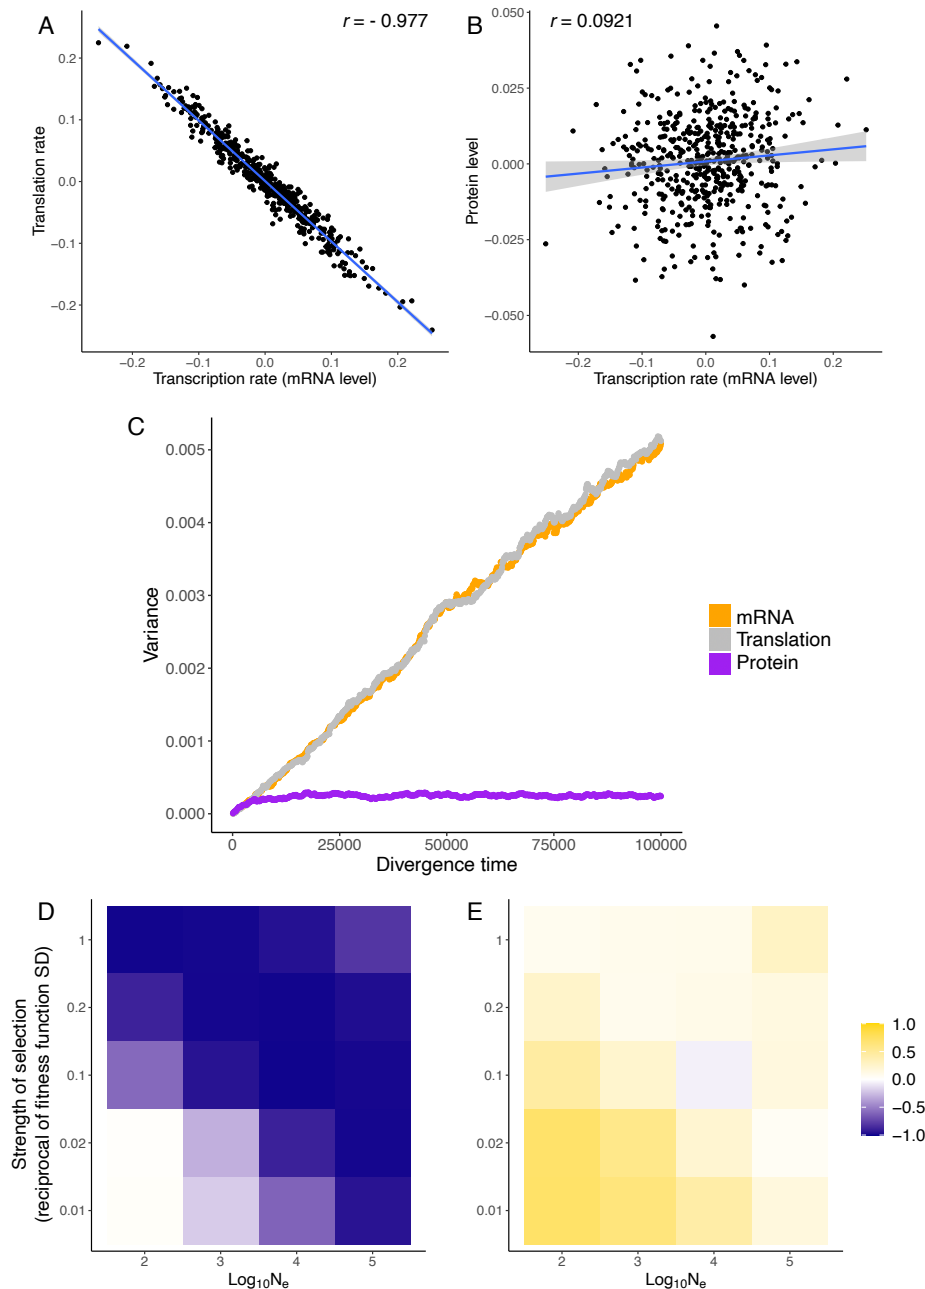 A
r = - 0.977
0.2
0.1
0.0
−0.1
−0.2
Translation rate
−0.2
−0.1
0.0
0.1
0.2
Transcription rate (mRNA level)
B
r = 0.0921
0.050
0.025
0.000
−0.025
−0.050
Protein level
−0.2
−0.1
0.0
0.1
0.2
Transcription rate (mRNA level)
C
0.005
0.004
0.003
0.002
0.001
0.000
Variance
0
25000
50000
75000
100000
Divergence time
mRNA
Translation
Protein
D
1
0.2
0.1
0.02
0.01
Strength of selection
(reciprocal of fitness function SD)
2
3
4
5
Log10Ne
E
1
0.2
0.1
0.02
0.01
2
3
4
5
Log10Ne
1.0
0.5
0.0
−0.5
−1.0